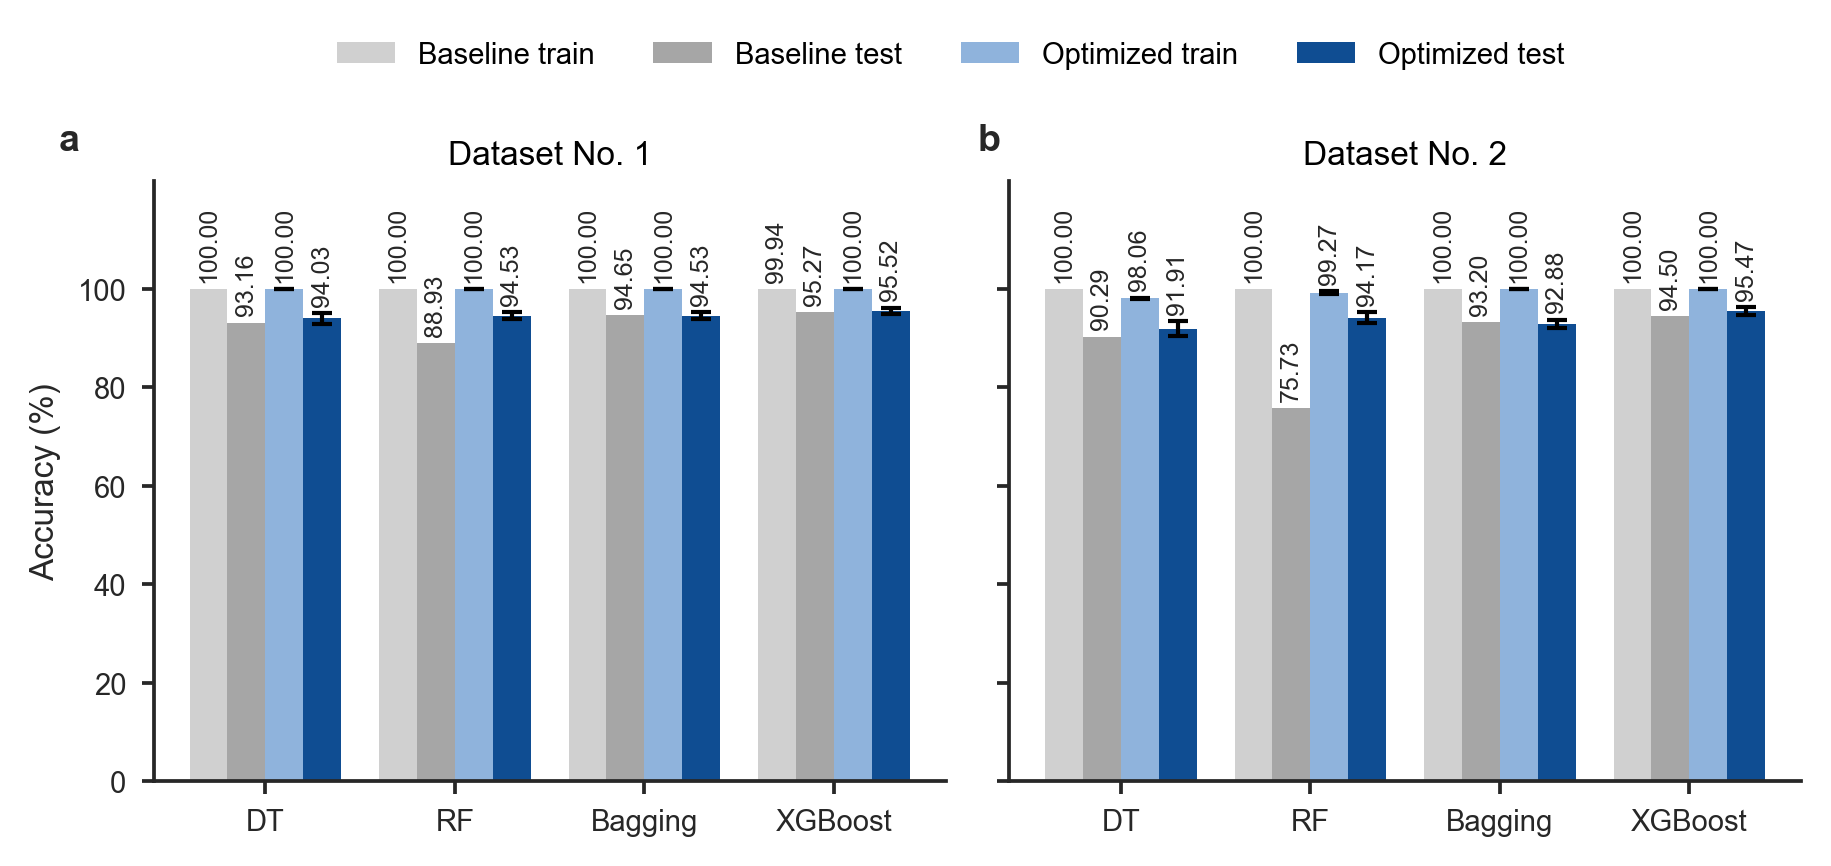 Baseline train Baseline test Optimized train Optimized test
a
Dataset No. 1
Accuracy (%)
100
80
60
40
20
0
100.00 93.16 100.00 94.03
100.00 88.93 100.00 94.53
100.00 94.65 100.00 94.53
99.94 95.27 100.00 95.52
DT RF Bagging XGBoost
b
Dataset No. 2
100.00 90.29 98.06 91.91
100.00 75.73 99.27 94.17
100.00 93.20 100.00 92.88
100.00 94.50 100.00 95.47
DT RF Bagging XGBoost